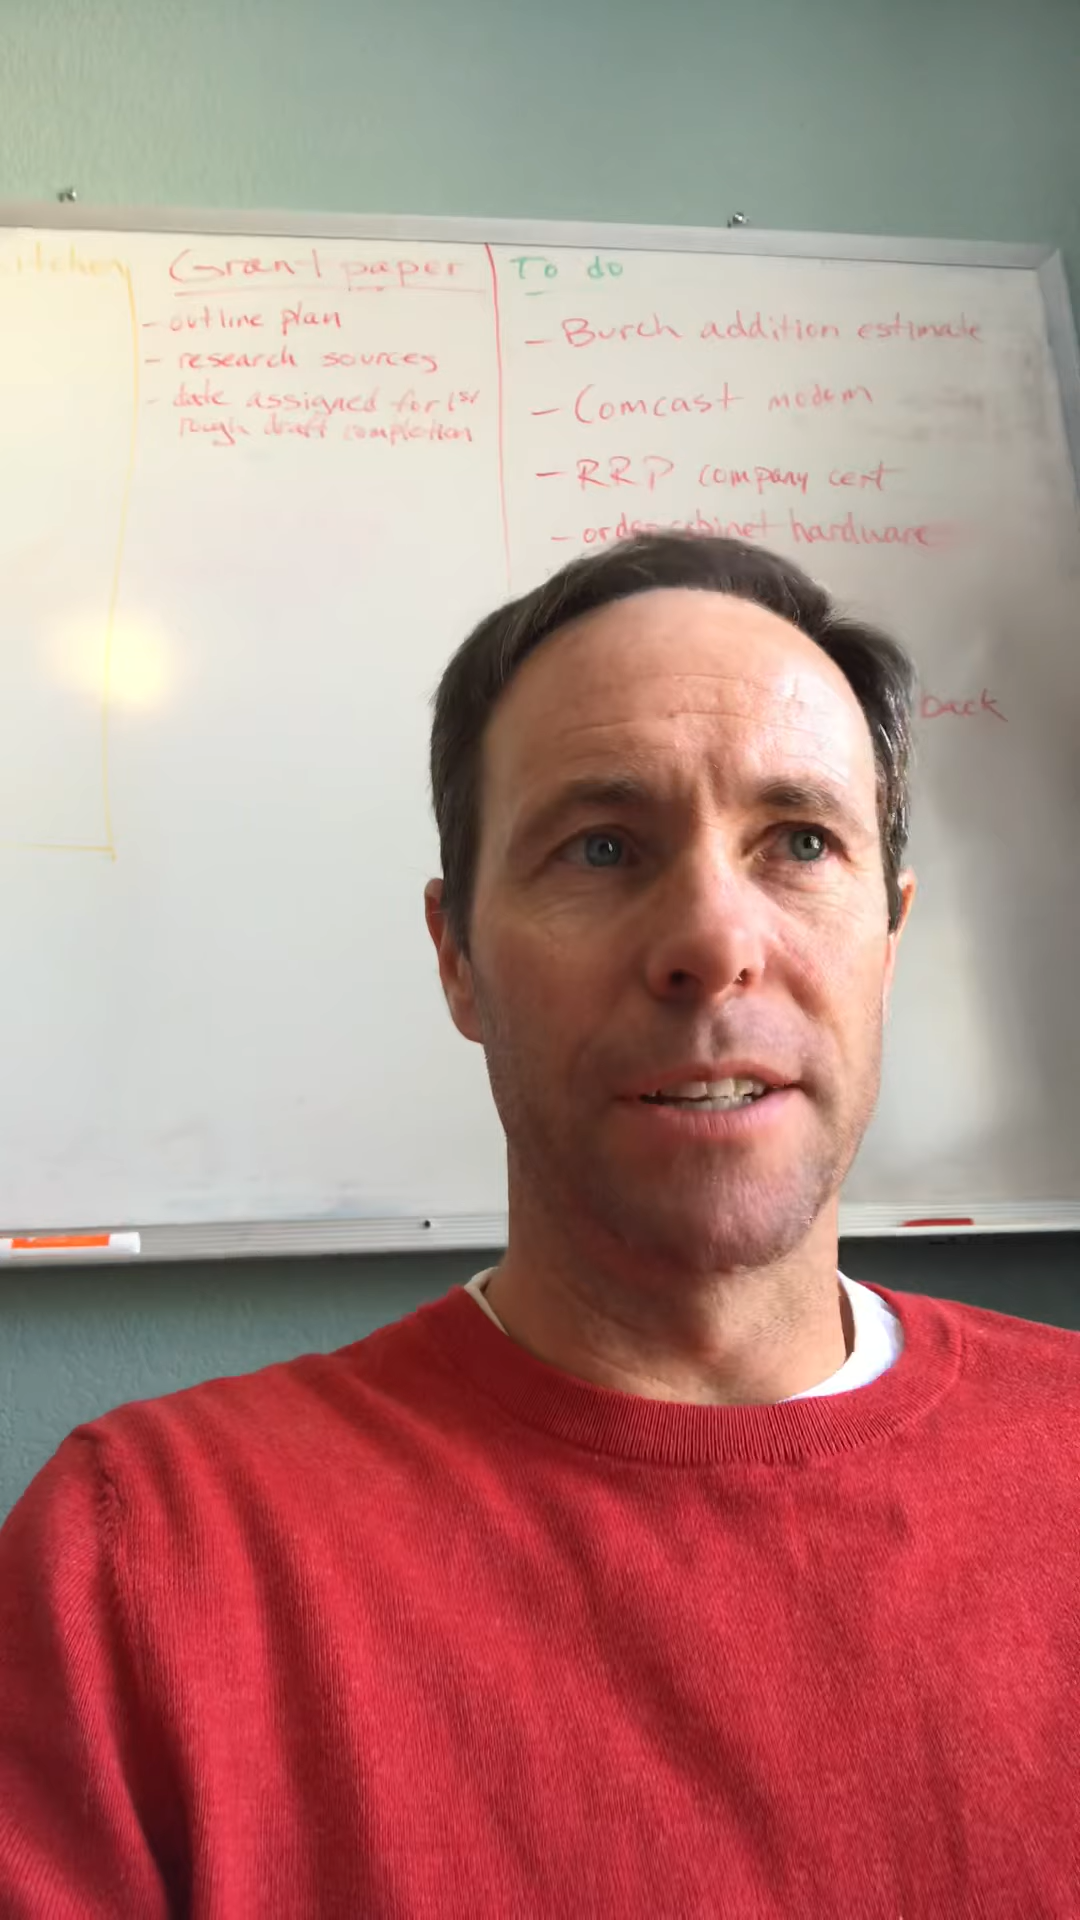 Grant paper
- outline plan
- research sources
- date assigned for 1st
rough draft completion
To do
- Burch addition estimate
- Comcast modem
- RRP company cert
- order cabinet hardware
back